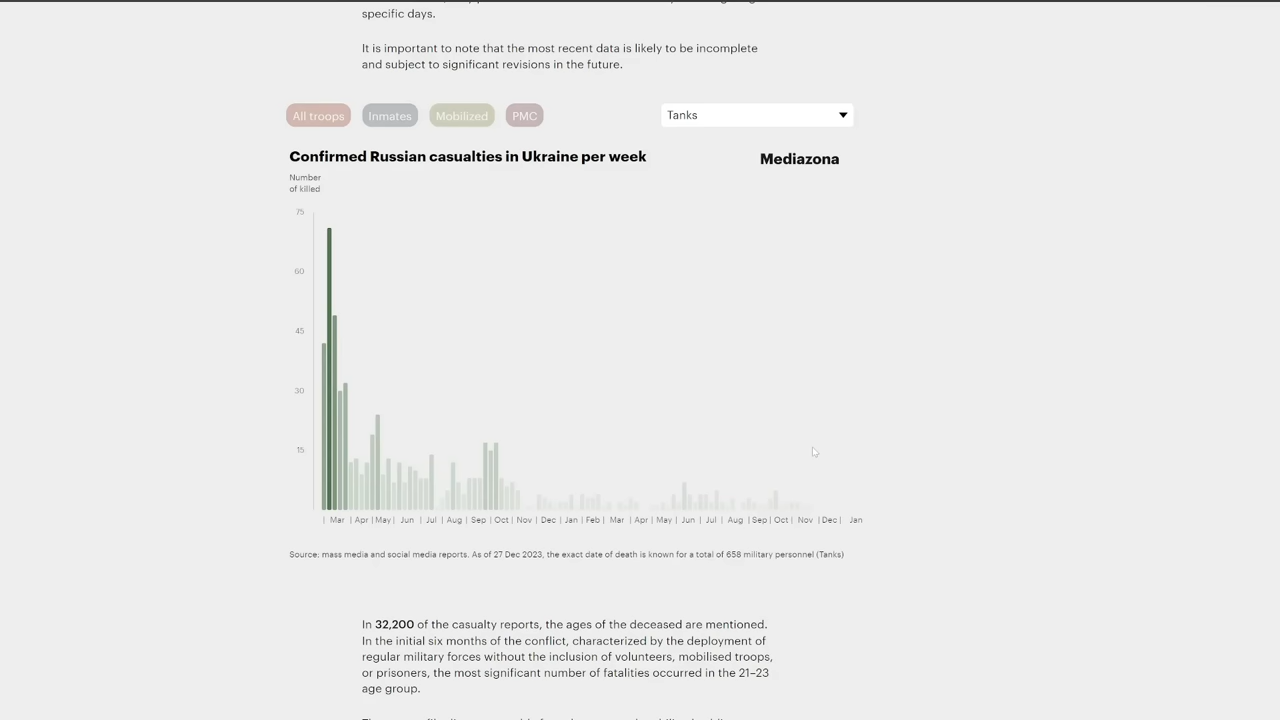 specific days.
It is important to note that the most recent data is likely to be incomplete
and subject to significant revisions in the future.
All troops Inmates Mobilized PMC Tanks
Confirmed Russian casualties in Ukraine per week Mediazona
Number
of killed
75
60
45
30
15
| Mar | Apr | May | Jun | Jul | Aug | Sep | Oct | Nov | Dec | Jan | Feb | Mar | Apr | May | Jun | Jul | Aug | Sep | Oct | Nov | Dec | Jan
Source: mass media and social media reports. As of 27 Dec 2023, the exact date of death is known for a total of 658 military personnel (Tanks)
In 32,200 of the casualty reports, the ages of the deceased are mentioned.
In the initial six months of the conflict, characterized by the deployment of
regular military forces without the inclusion of volunteers, mobilised troops,
or prisoners, the most significant number of fatalities occurred in the 21–23
age group.